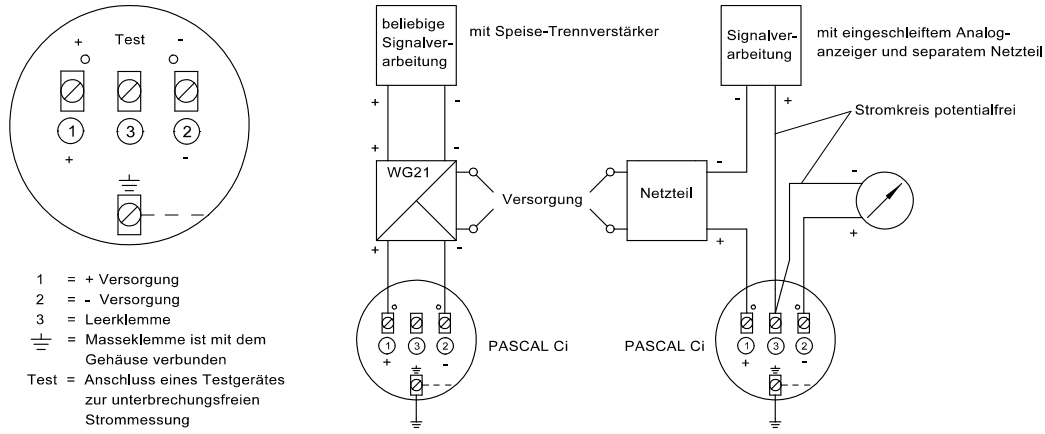 + Test -
1 3 2
+ -
1 = + Versorgung
2 = - Versorgung
3 = Leerklemme
= Masseklemme ist mit dem
Gehäuse verbunden
Test = Anschluss eines Testgerätes
zur unterbrechungsfreien
Strommessung
beliebige
Signalver-
arbeitung
mit Speise-Trennverstärker
+ -
+ -
WG21
Versorgung
+ -
1 3 2
+ -
PASCAL Ci
Signalver-
arbeitung
mit eingeschleiftem Analog-
anzeiger und separatem Netzteil
- +
Stromkreis potentialfrei
-
Netzteil
+
-
+
1 3 2
+ -
PASCAL Ci